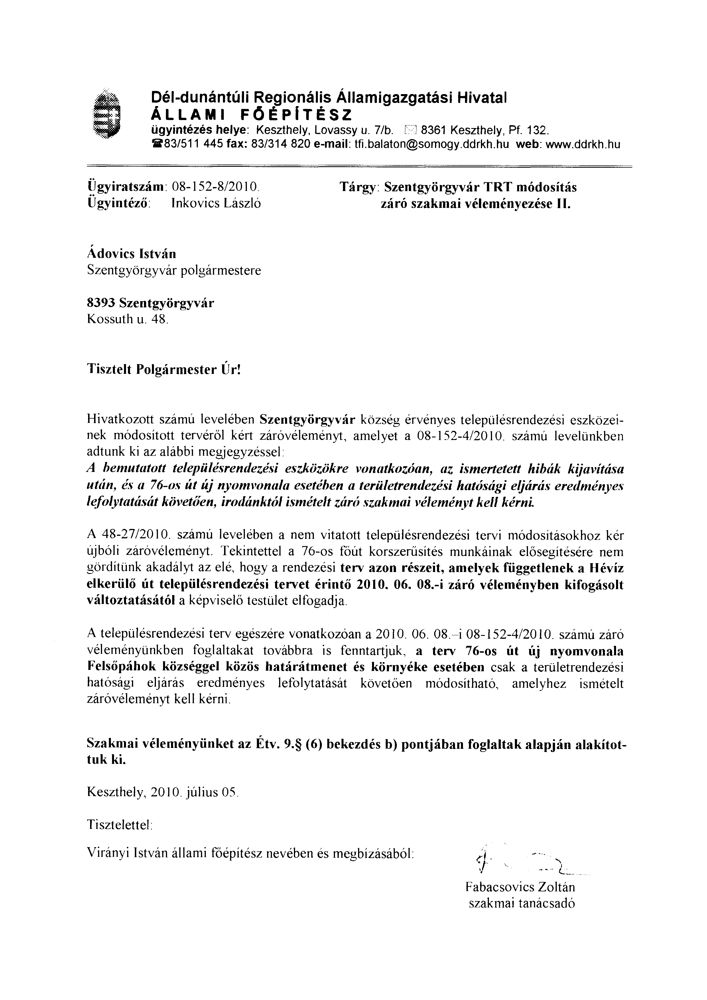 Dél-dunántúli Regionális Államigazgatási Hivatal
ÁLLAMI FŐÉPÍTÉSZ
ügyintézés helye: Keszthely, Lovassy u. 7/b. 8361 Keszthely, Pf. 132.
83/511 445 fax: 83/314 820 e-mail: tfi.balaton@somogy.ddrkh.hu web: www.ddrkh.hu
Ügyiratszám: 08-152-8/2010.
Ügyintéző: Inkovics László
Tárgy: Szentgyörgyvár TRT módosítás
záró szakmai véleményezése II.
Ádovics István
Szentgyörgyvár polgármestere
8393 Szentgyörgyvár
Kossuth u. 48.
Tisztelt Polgármester Úr!
Hivatkozott számú levelében Szentgyörgyvár község érvényes településrendezési eszközei-
nek módosított tervéről kért záróvéleményt, amelyet a 08-152-4/2010. számú levelünkben
adtunk ki az alábbi megjegyzéssel:
A bemutatott településrendezési eszközökre vonatkozóan, az ismertetett hibák kijavítása
után, és a 76-os út új nyomvonala esetében a területrendezési hatósági eljárás eredményes
lefolytatását követően, irodánktól ismételt záró szakmai véleményt kell kérni.
A 48-27/2010. számú levelében a nem vitatott településrendezési tervi módosításokhoz kér
újbóli záróvéleményt. Tekintettel a 76-os főút korszerűsítés munkáinak elősegítésére nem
gördítünk akadályt az elé, hogy a rendezési terv azon részeit, amelyek függetlenek a Hévíz
elkerülő út településrendezési tervet érintő 2010. 06. 08.-i záró véleményben kifogásolt
változtatásától a képviselő testület elfogadja.
A településrendezési terv egészére vonatkozóan a 2010. 06. 08.-i 08-152-4/2010. számú záró
véleményünkben foglaltakat továbbra is fenntartjuk, a terv 76-os út új nyomvonala
Felsőpáhok községgel közös határátmenet és környéke esetében csak a területrendezési
hatósági eljárás eredményes lefolytatását követően módosítható, amelyhez ismételt
záróvéleményt kell kérni.
Szakmai véleményünket az Étv. 9.§ (6) bekezdés b) pontjában foglaltak alapján alakítot-
tuk ki.
Keszthely, 2010. július 05.
Tisztelettel:
Virányi István állami főépítész nevében és megbízásából:
Fabacsovics Zoltán
szakmai tanácsadó